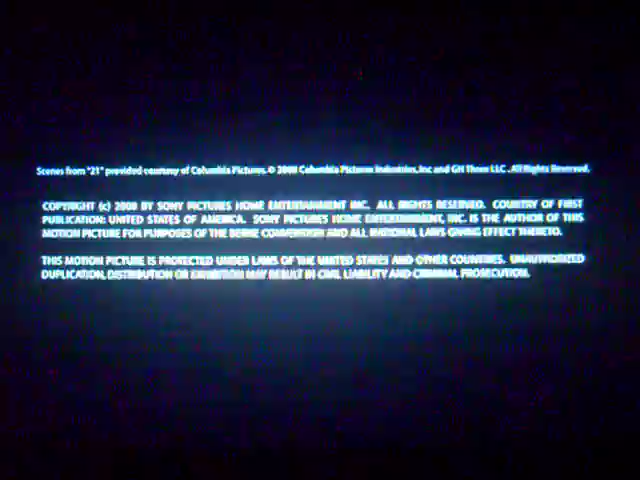 Scenes from "21" provided courtesy of Columbia Pictures. © 2008 Columbia Pictures Industries, Inc and GH Three LLC . All Rights Reserved.
COPYRIGHT (c) 2008 BY SONY PICTURES HOME ENTERTAINMENT INC. ALL RIGHTS RESERVED. COUNTRY OF FIRST
PUBLICATION: UNITED STATES OF AMERICA. SONY PICTURES HOME ENTERTAINMENT, INC. IS THE AUTHOR OF THIS
MOTION PICTURE FOR PURPOSES OF THE BERNE CONVENTION AND ALL NATIONAL LAWS GIVING EFFECT THERETO.
THIS MOTION PICTURE IS PROTECTED UNDER LAWS OF THE UNITED STATES AND OTHER COUNTRIES. UNAUTHORIZED
DUPLICATION, DISTRIBUTION OR EXHIBITION MAY RESULT IN CIVIL LIABILITY AND CRIMINAL PROSECUTION.